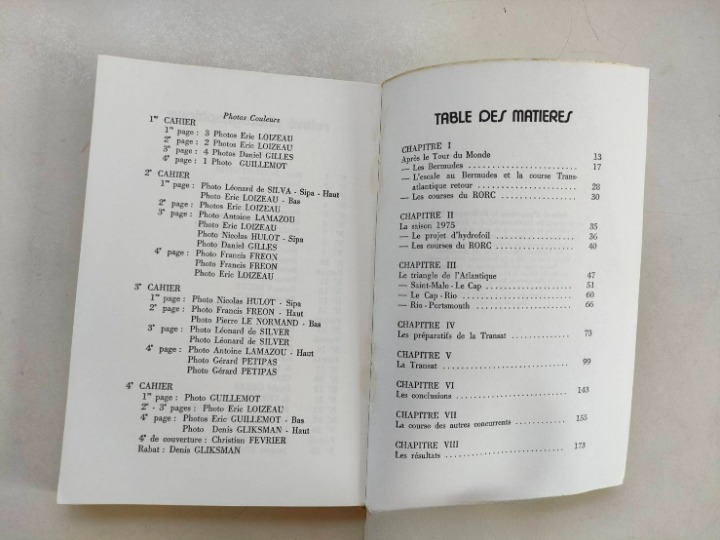 Photos Couleurs
1er CAHIER
1re page : 3 Photos Eric LOIZEAU
2e page : 2 Photos Eric LOIZEAU
3e page : 4 Photos Daniel GILLES
4e page : 1 Photo GUILLEMOT
2e CAHIER
1re page : Photo Léonard de SILVA - Sipa - Haut
Photo Eric LOIZEAU - Bas
2e page : Photos Eric LOIZEAU
3e page : Photo Antoine LAMAZOU
Photo Eric LOIZEAU
Photo Nicolas HULOT - Sipa
Photo Daniel GILLES
4e page : Photo Francis FREON
Photo Francis FREON
Photo Eric LOIZEAU
3e CAHIER
1re page : Photo Nicolas HULOT - Sipa
2e page : Photo Francis FREON - Haut
Photo Pierre LE NORMAND - Bas
3e page : Photo Léonard de SILVER
Photo Léonard de SILVER
4e page : Photo Antoine LAMAZOU - Haut
Photo Gérard PETIPAS
Photo Gérard PETIPAS
4e CAHIER
1re page : Photo GUILLEMOT
2e - 3e pages : Photo Eric LOIZEAU
4e page : Photos Eric GUILLEMOT - Bas
Photo Denis GLIKSMAN - Haut
4e de couverture : Christian FEVRIER
Rabat : Denis GLIKSMAN
TABLE DES MATIERES
CHAPITRE I
Après le Tour du Monde 13
— Les Bermudes 17
— L'escale au Bermudes et la course Trans-
atlantique retour 28
— Les courses du RORC 30
CHAPITRE II
La saison 1975 35
— Le projet d'hydrofoil 36
— Les courses du RORC 40
CHAPITRE III
Le triangle de l'Atlantique 47
— Saint-Malo - Le Cap 51
— Le Cap - Rio 60
— Rio - Portsmouth 66
CHAPITRE IV
Les préparatifs de la Transat 73
CHAPITRE V
La Transat 99
CHAPITRE VI
Les conclusions 143
CHAPITRE VII
La course des autres concurrents 155
CHAPITRE VIII
Les résultats 173